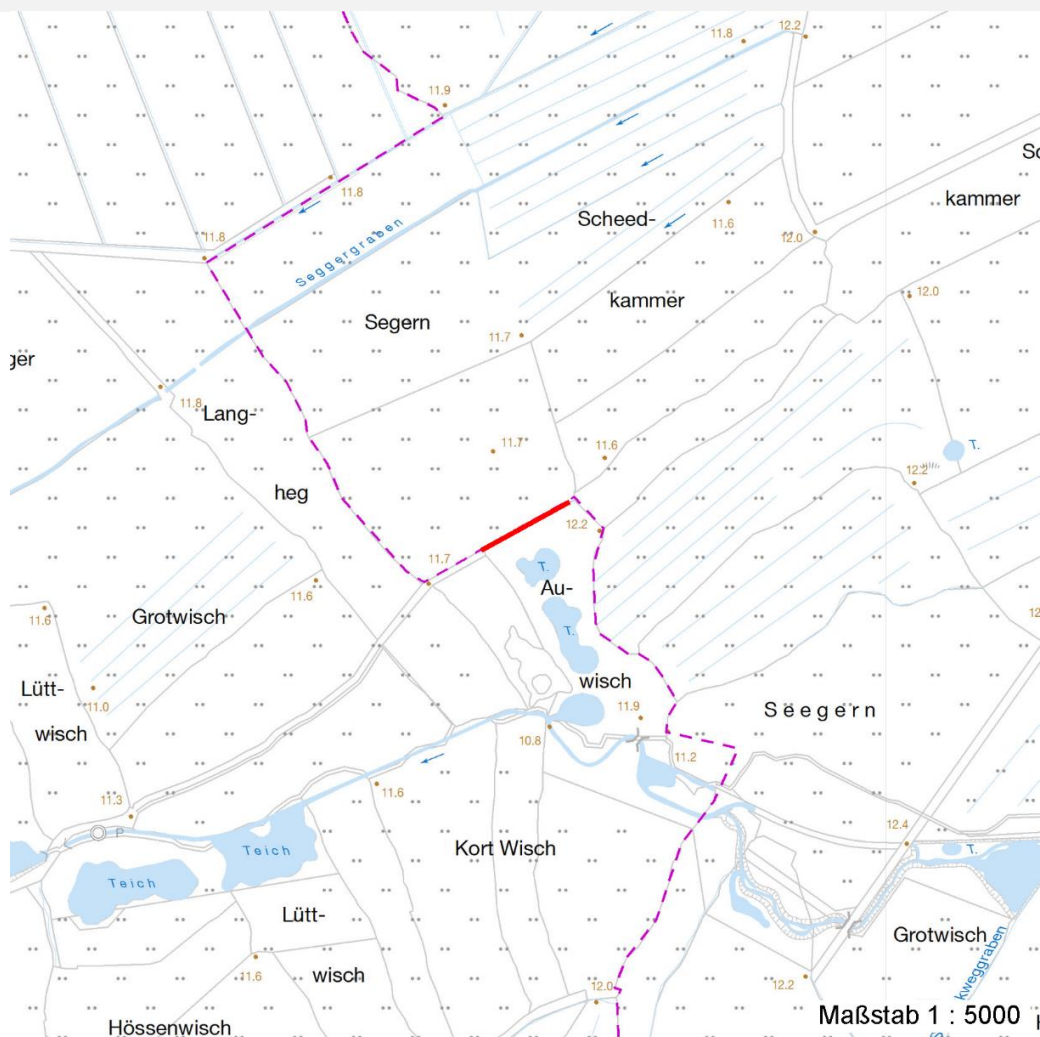 12.2
11.8
11.9
Sc
11.8
kammer
11.6
Scheed-
11.8
12.0
Seggergraben
12.0
kammer
Segern
11.7
ger
11.8
Lang-
11.7
11.6
T.
12.2
heg
12.2
11.7
T.
Au-
11.6
11.6
Grotwisch
12
T.
Lütt-
wisch
11.0
11.9
Seegern
wisch
10.8
11.2
11.6
11.3
P
12.4
Teich
Kort Wisch
T.
Teich
Lütt-
Grotwisch
11.6
wisch
12.2
kweggraben
12.0
Maßstab 1 : 5000
Hössenwisch